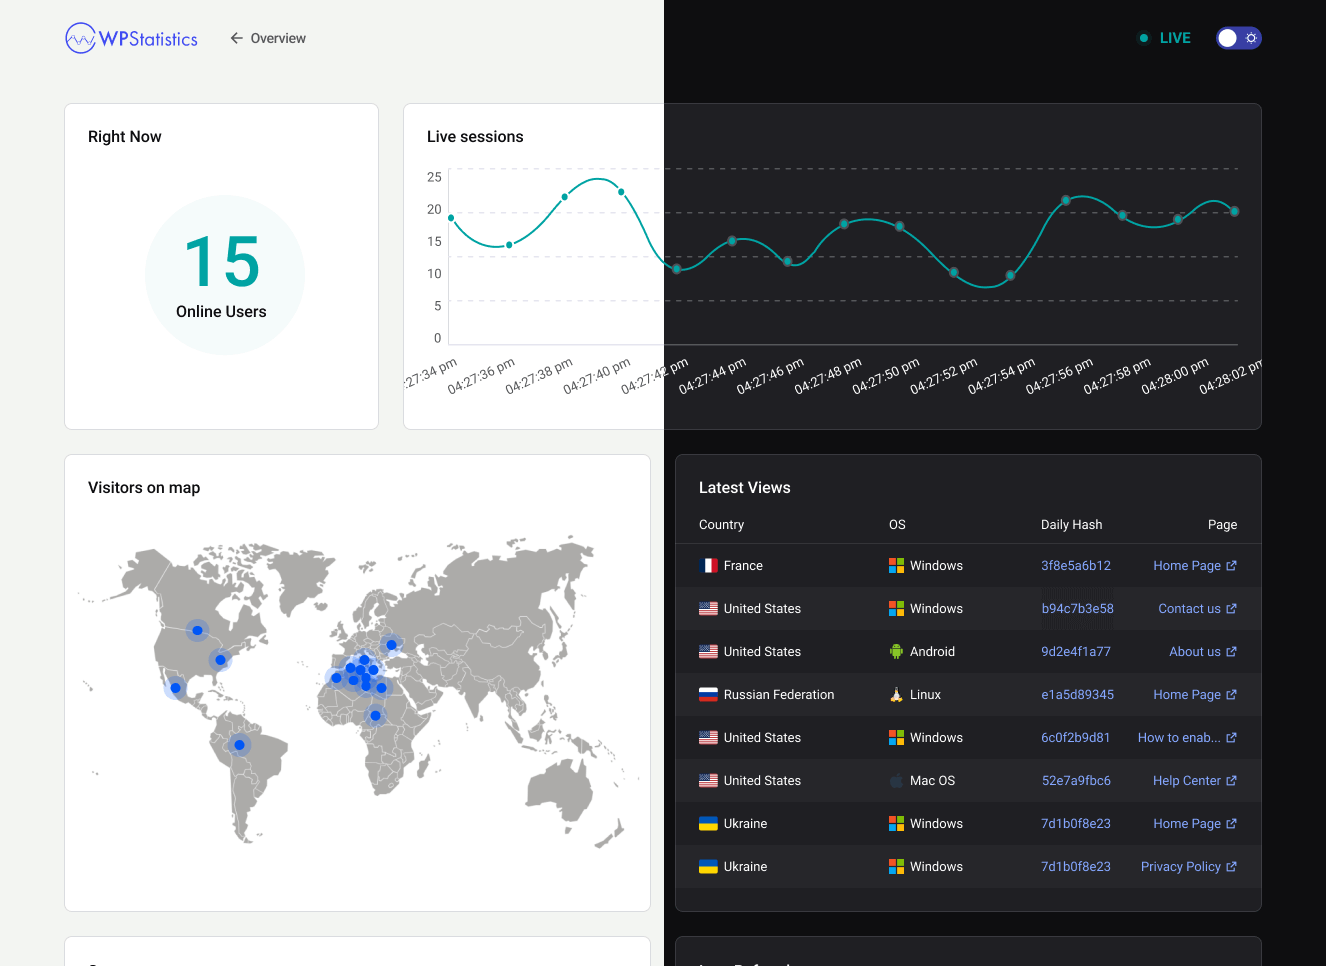 WPStatistics
← Overview
LIVE
Right Now
15
Online Users
Live sessions
25
20
15
10
5
0
:27:34 pm
04:27:36 pm
04:27:38 pm
04:27:40 pm
04:27:42 pm
04:27:44 pm
04:27:46 pm
04:27:48 pm
04:27:50 pm
04:27:52 pm
04:27:54 pm
04:27:56 pm
04:27:58 pm
04:28:00 pm
04:28:02 pm
Visitors on map
Latest Views
Country OS Daily Hash Page
France Windows 3f8e5a6b12 Home Page
United States Windows b94c7b3e58 Contact us
United States Android 9d2e4f1a77 About us
Russian Federation Linux e1a5d89345 Home Page
United States Windows 6c0f2b9d81 How to enab...
United States Mac OS 52e7a9fbc6 Help Center
Ukraine Windows 7d1b0f8e23 Home Page
Ukraine Windows 7d1b0f8e23 Privacy Policy